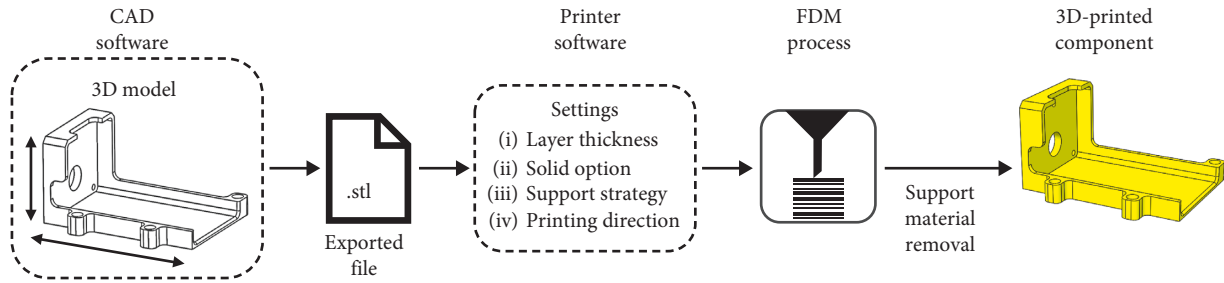 CAD
software
3D model
.stl
Exported
file
Printer
software
Settings
(i) Layer thickness
(ii) Solid option
(iii) Support strategy
(iv) Printing direction
FDM
process
Support
material
removal
3D-printed
component